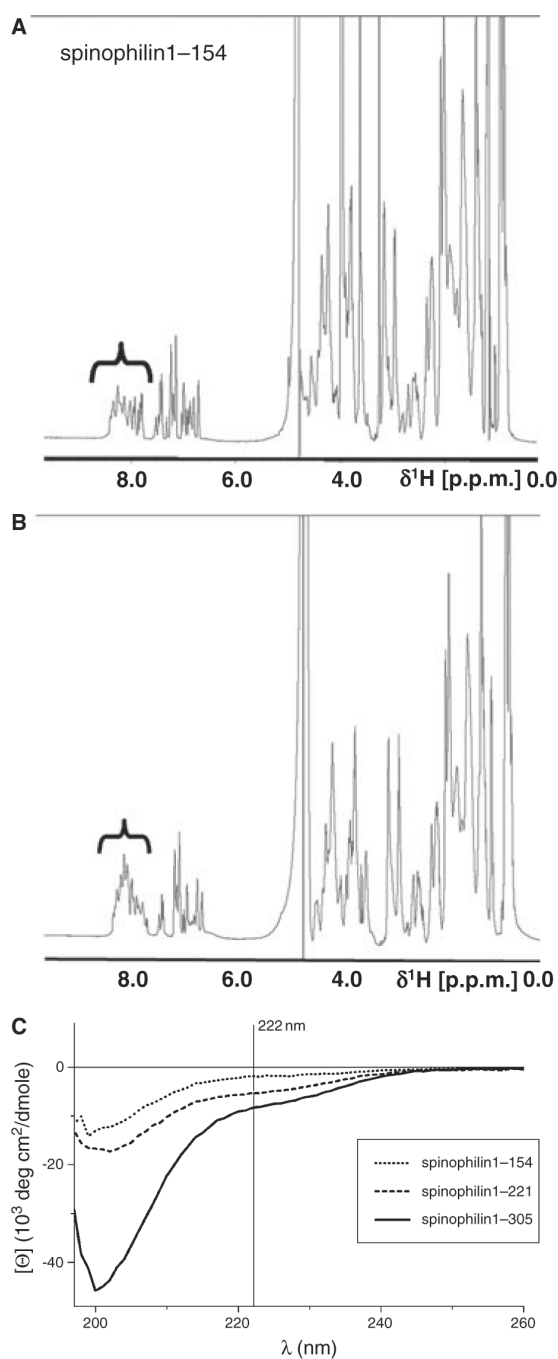 A
spinophilin1–154
8.0 6.0 4.0 δ¹H [p.p.m.] 0.0
B
8.0 6.0 4.0 δ¹H [p.p.m.] 0.0
C
222 nm
0
-20
-40
[Θ] (10³ deg cm²/dmole)
spinophilin1–154
spinophilin1–221
spinophilin1–305
200 220 240 260
λ (nm)